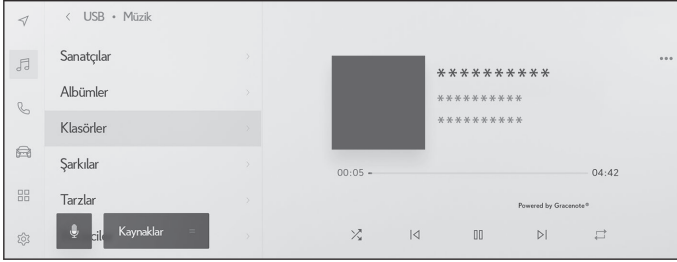 USB • Müzik
Sanatçılar
Albümler
Klasörler
Şarkılar
Tarzlar
Kaynaklar
**********
**********
**********
00:05
04:42
Powered by Gracenote®